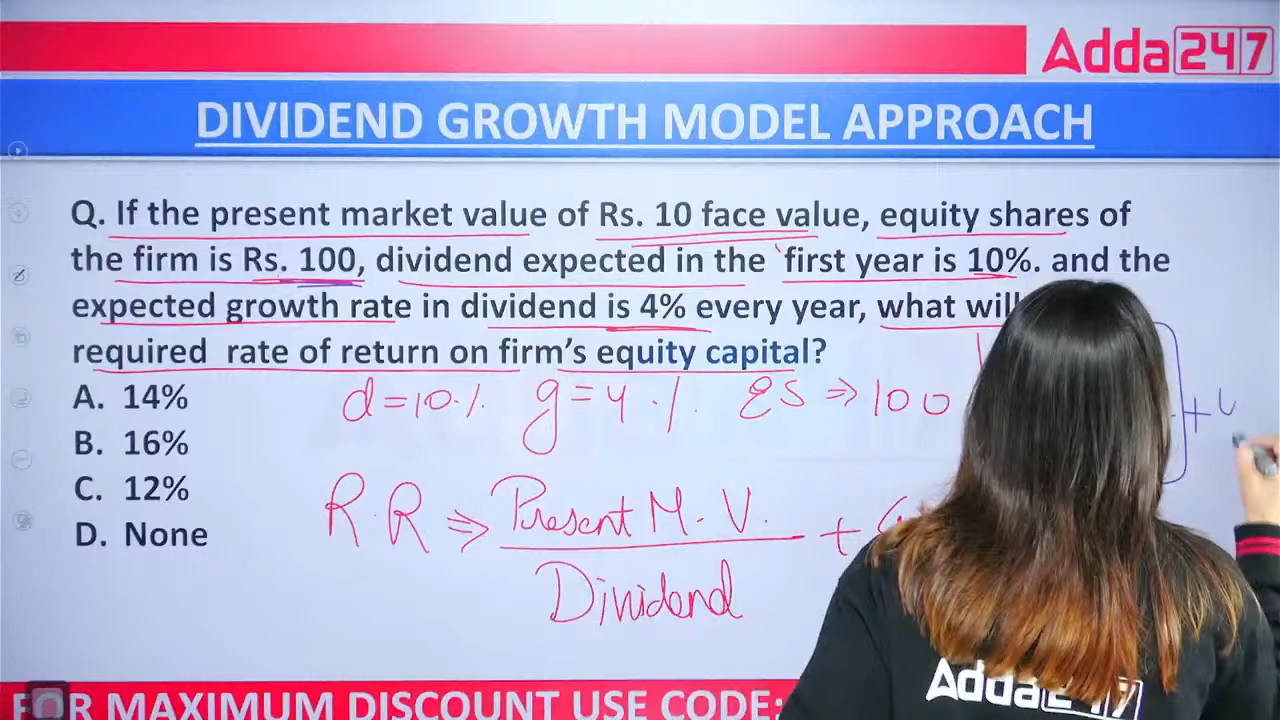 Adda247
DIVIDEND GROWTH MODEL APPROACH
Q. If the present market value of Rs. 10 face value, equity shares of
the firm is Rs. 100, dividend expected in the first year is 10%. and the
expected growth rate in dividend is 4% every year, what will
required rate of return on firm's equity capital?
A. 14%
B. 16%
C. 12%
D. None
d=10% g=4% ES ⇒ 100
+ 4
R.R ⇒ Present M.V. +
Dividend
Adda247
FOR MAXIMUM DISCOUNT USE CODE: